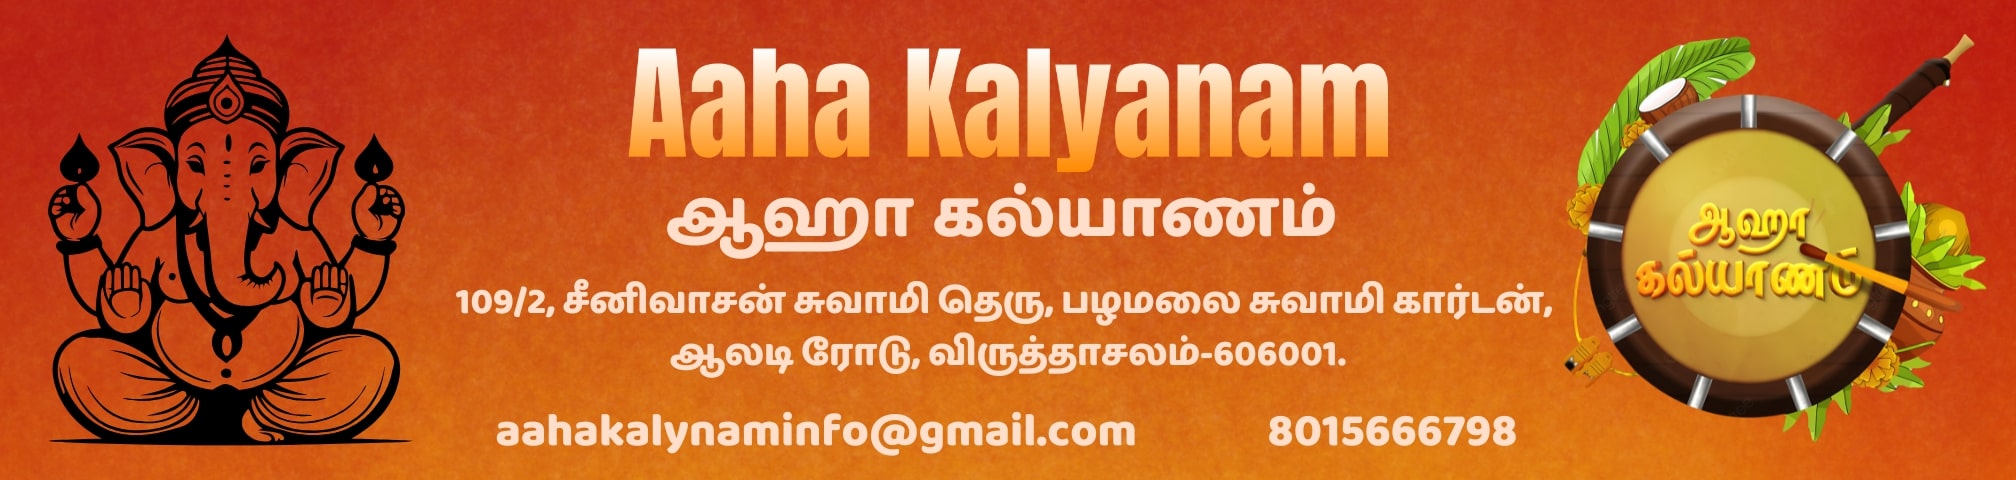 Aaha Kalyanam
ஆஹா கல்யாணம்
109/2, சீனிவாசன் சுவாமி தெரு, பழமலை சுவாமி கார்டன்,
ஆலடி ரோடு, விருத்தாசலம்-606001.
aahakalynaminfo@gmail.com 8015666798
ஆஹா
கல்யாணம்